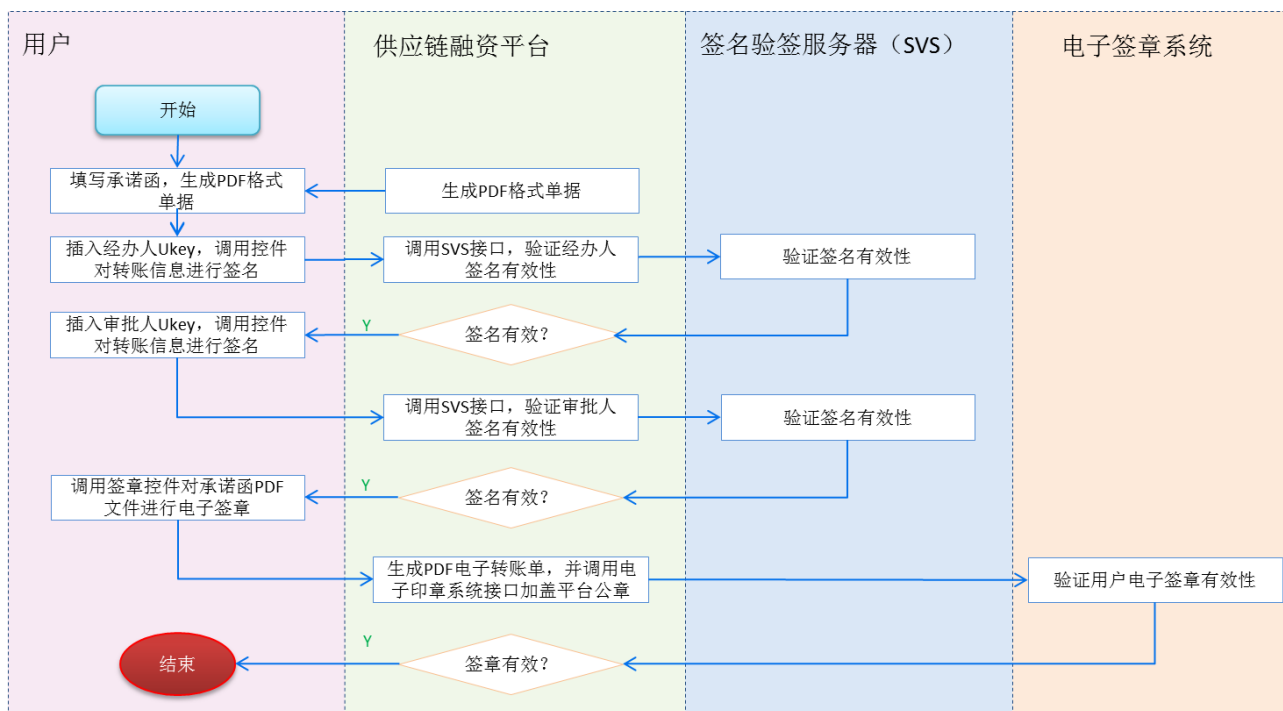 用户
供应链融资平台
签名验签服务器（SVS）
电子签章系统
开始
填写承诺函，生成PDF格式
单据
生成PDF格式单据
插入经办人Ukey，调用控件
对转账信息进行签名
调用SVS接口，验证经办人
签名有效性
验证签名有效性
插入审批人Ukey，调用控件
对转账信息进行签名
Y
签名有效？
调用SVS接口，验证审批人
签名有效性
验证签名有效性
调用签章控件对承诺函PDF
文件进行电子签章
Y
签名有效？
生成PDF电子转账单，并调用电
子印章系统接口加盖平台公章
验证用户电子签章有效性
结束
Y
签章有效？